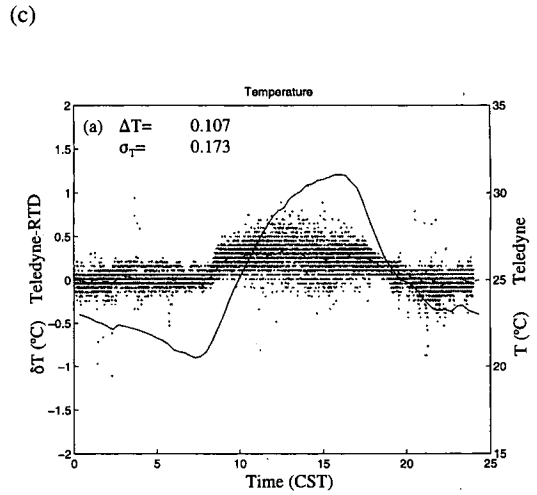 (c)
Temperature
(a) ΔT= 0.107
σT= 0.173
δT (°C) Teledyne-RTD
2
1.5
1
0.5
0
−0.5
−1
−1.5
−2
T (°C) Teledyne
35
30
25
20
15
0 5 10 15 20 25
Time (CST)